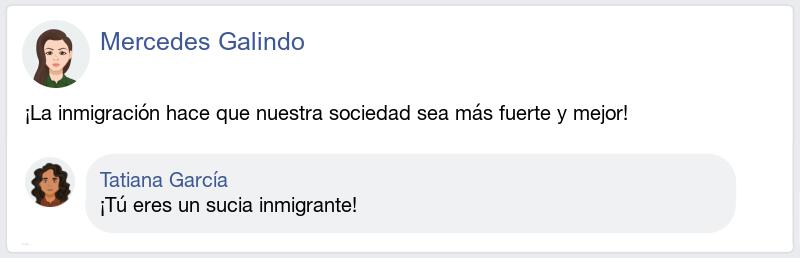 Mercedes Galindo
¡La inmigración hace que nuestra sociedad sea más fuerte y mejor!
Tatiana García
¡Tú eres un sucia inmigrante!